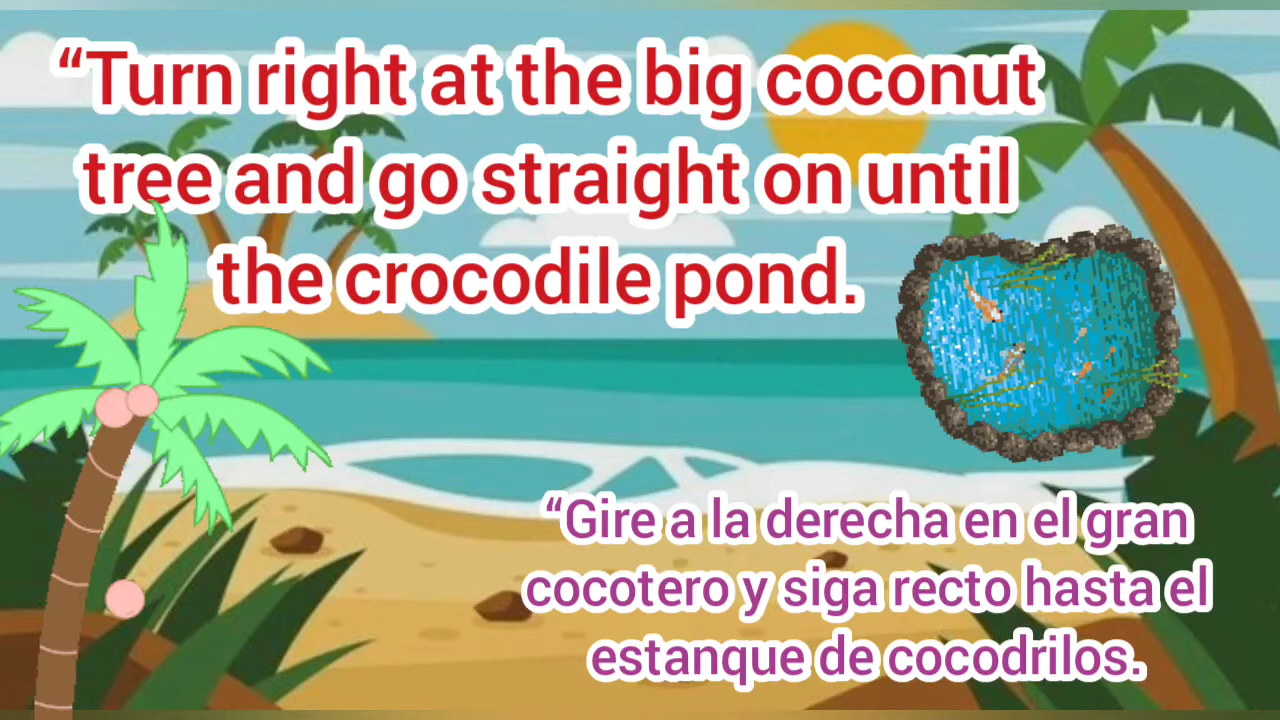 “Turn right at the big coconut
tree and go straight on until
the crocodile pond.
“Gire a la derecha en el gran
cocotero y siga recto hasta el
estanque de cocodrilos.